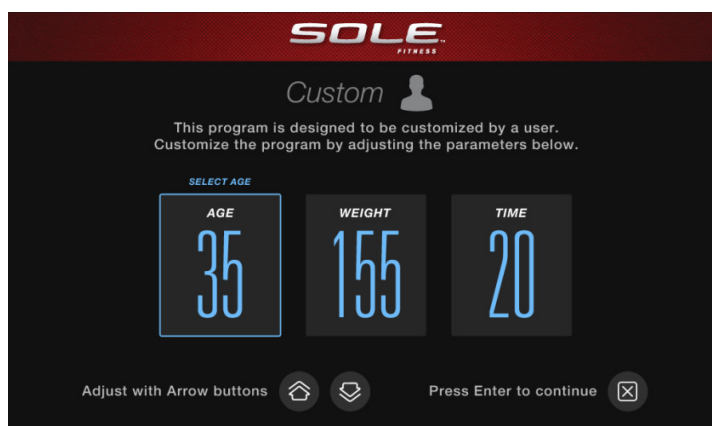 SOLE
FITNESS
Custom
This program is designed to be customized by a user.
Customize the program by adjusting the parameters below.
SELECT AGE
AGE
35
WEIGHT
155
TIME
20
Adjust with Arrow buttons
Press Enter to continue